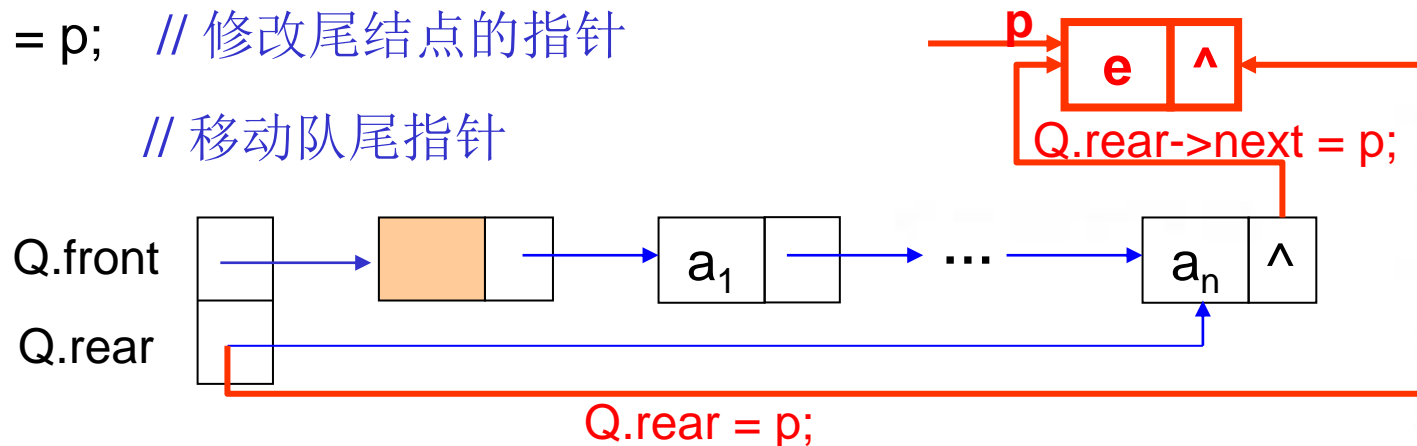 = p; // 修改尾结点的指针
p
e ^
// 移动队尾指针
Q.rear->next = p;
Q.front a₁ … aₙ ^
Q.rear
Q.rear = p;